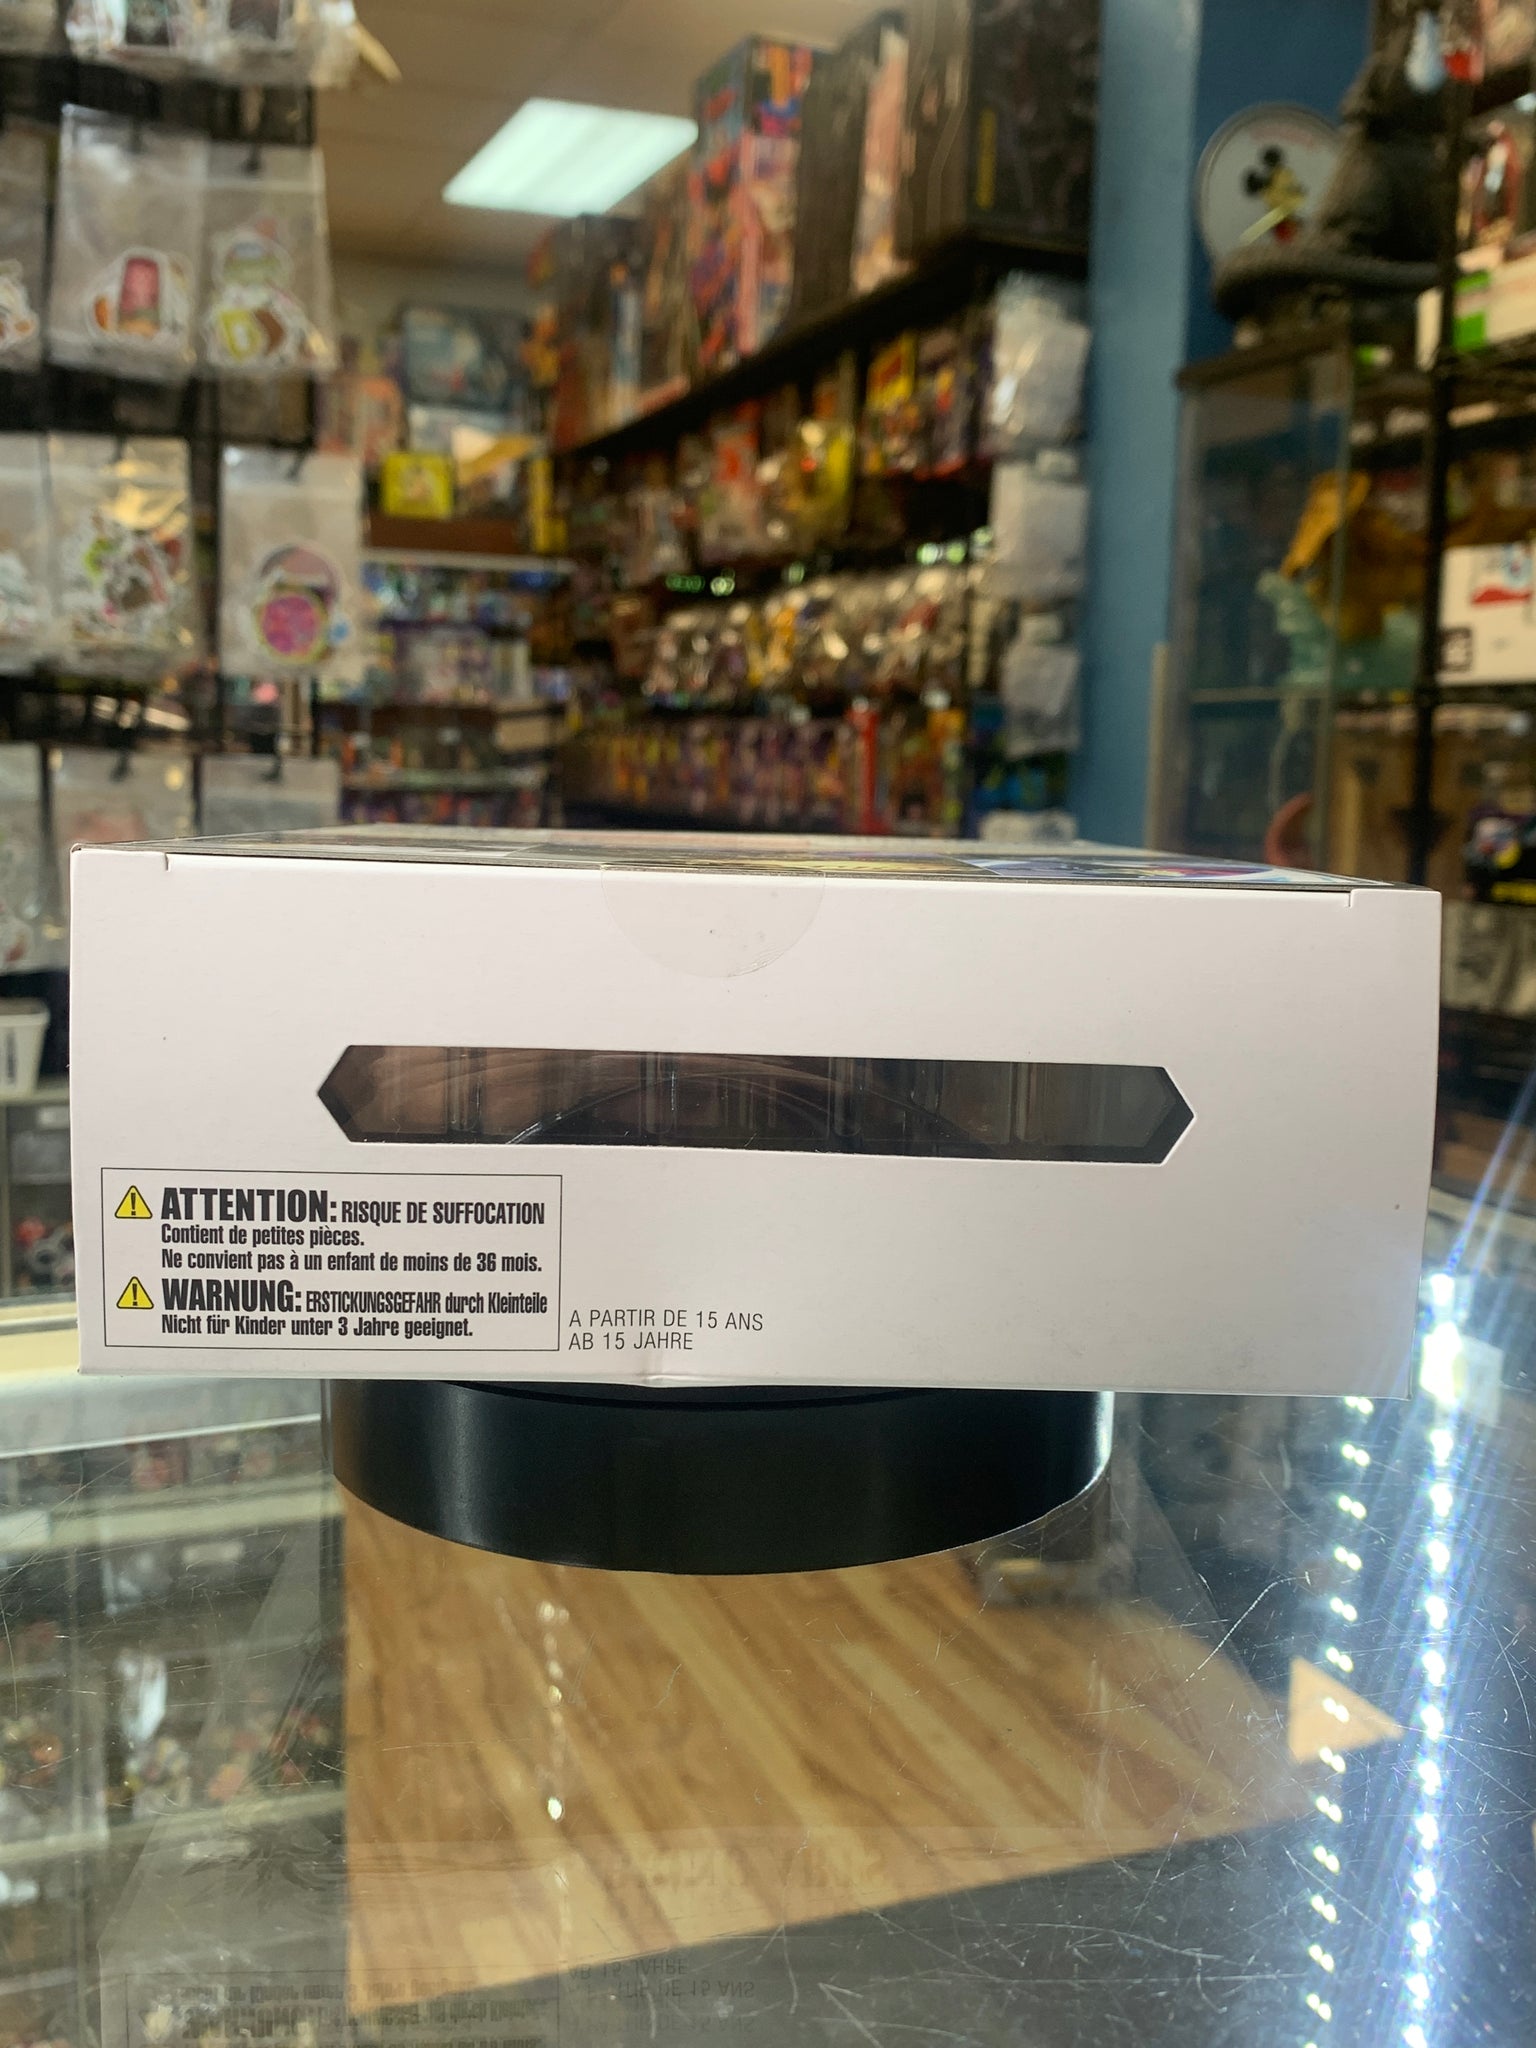 ATTENTION: RISQUE DE SUFFOCATION
Contient de petites pièces.
Ne convient pas à un enfant de moins de 36 mois.
WARNUNG: ERSTICKUNGSGEFAHR durch Kleinteile
Nicht für Kinder unter 3 Jahre geeignet.
A PARTIR DE 15 ANS
AB 15 JAHRE